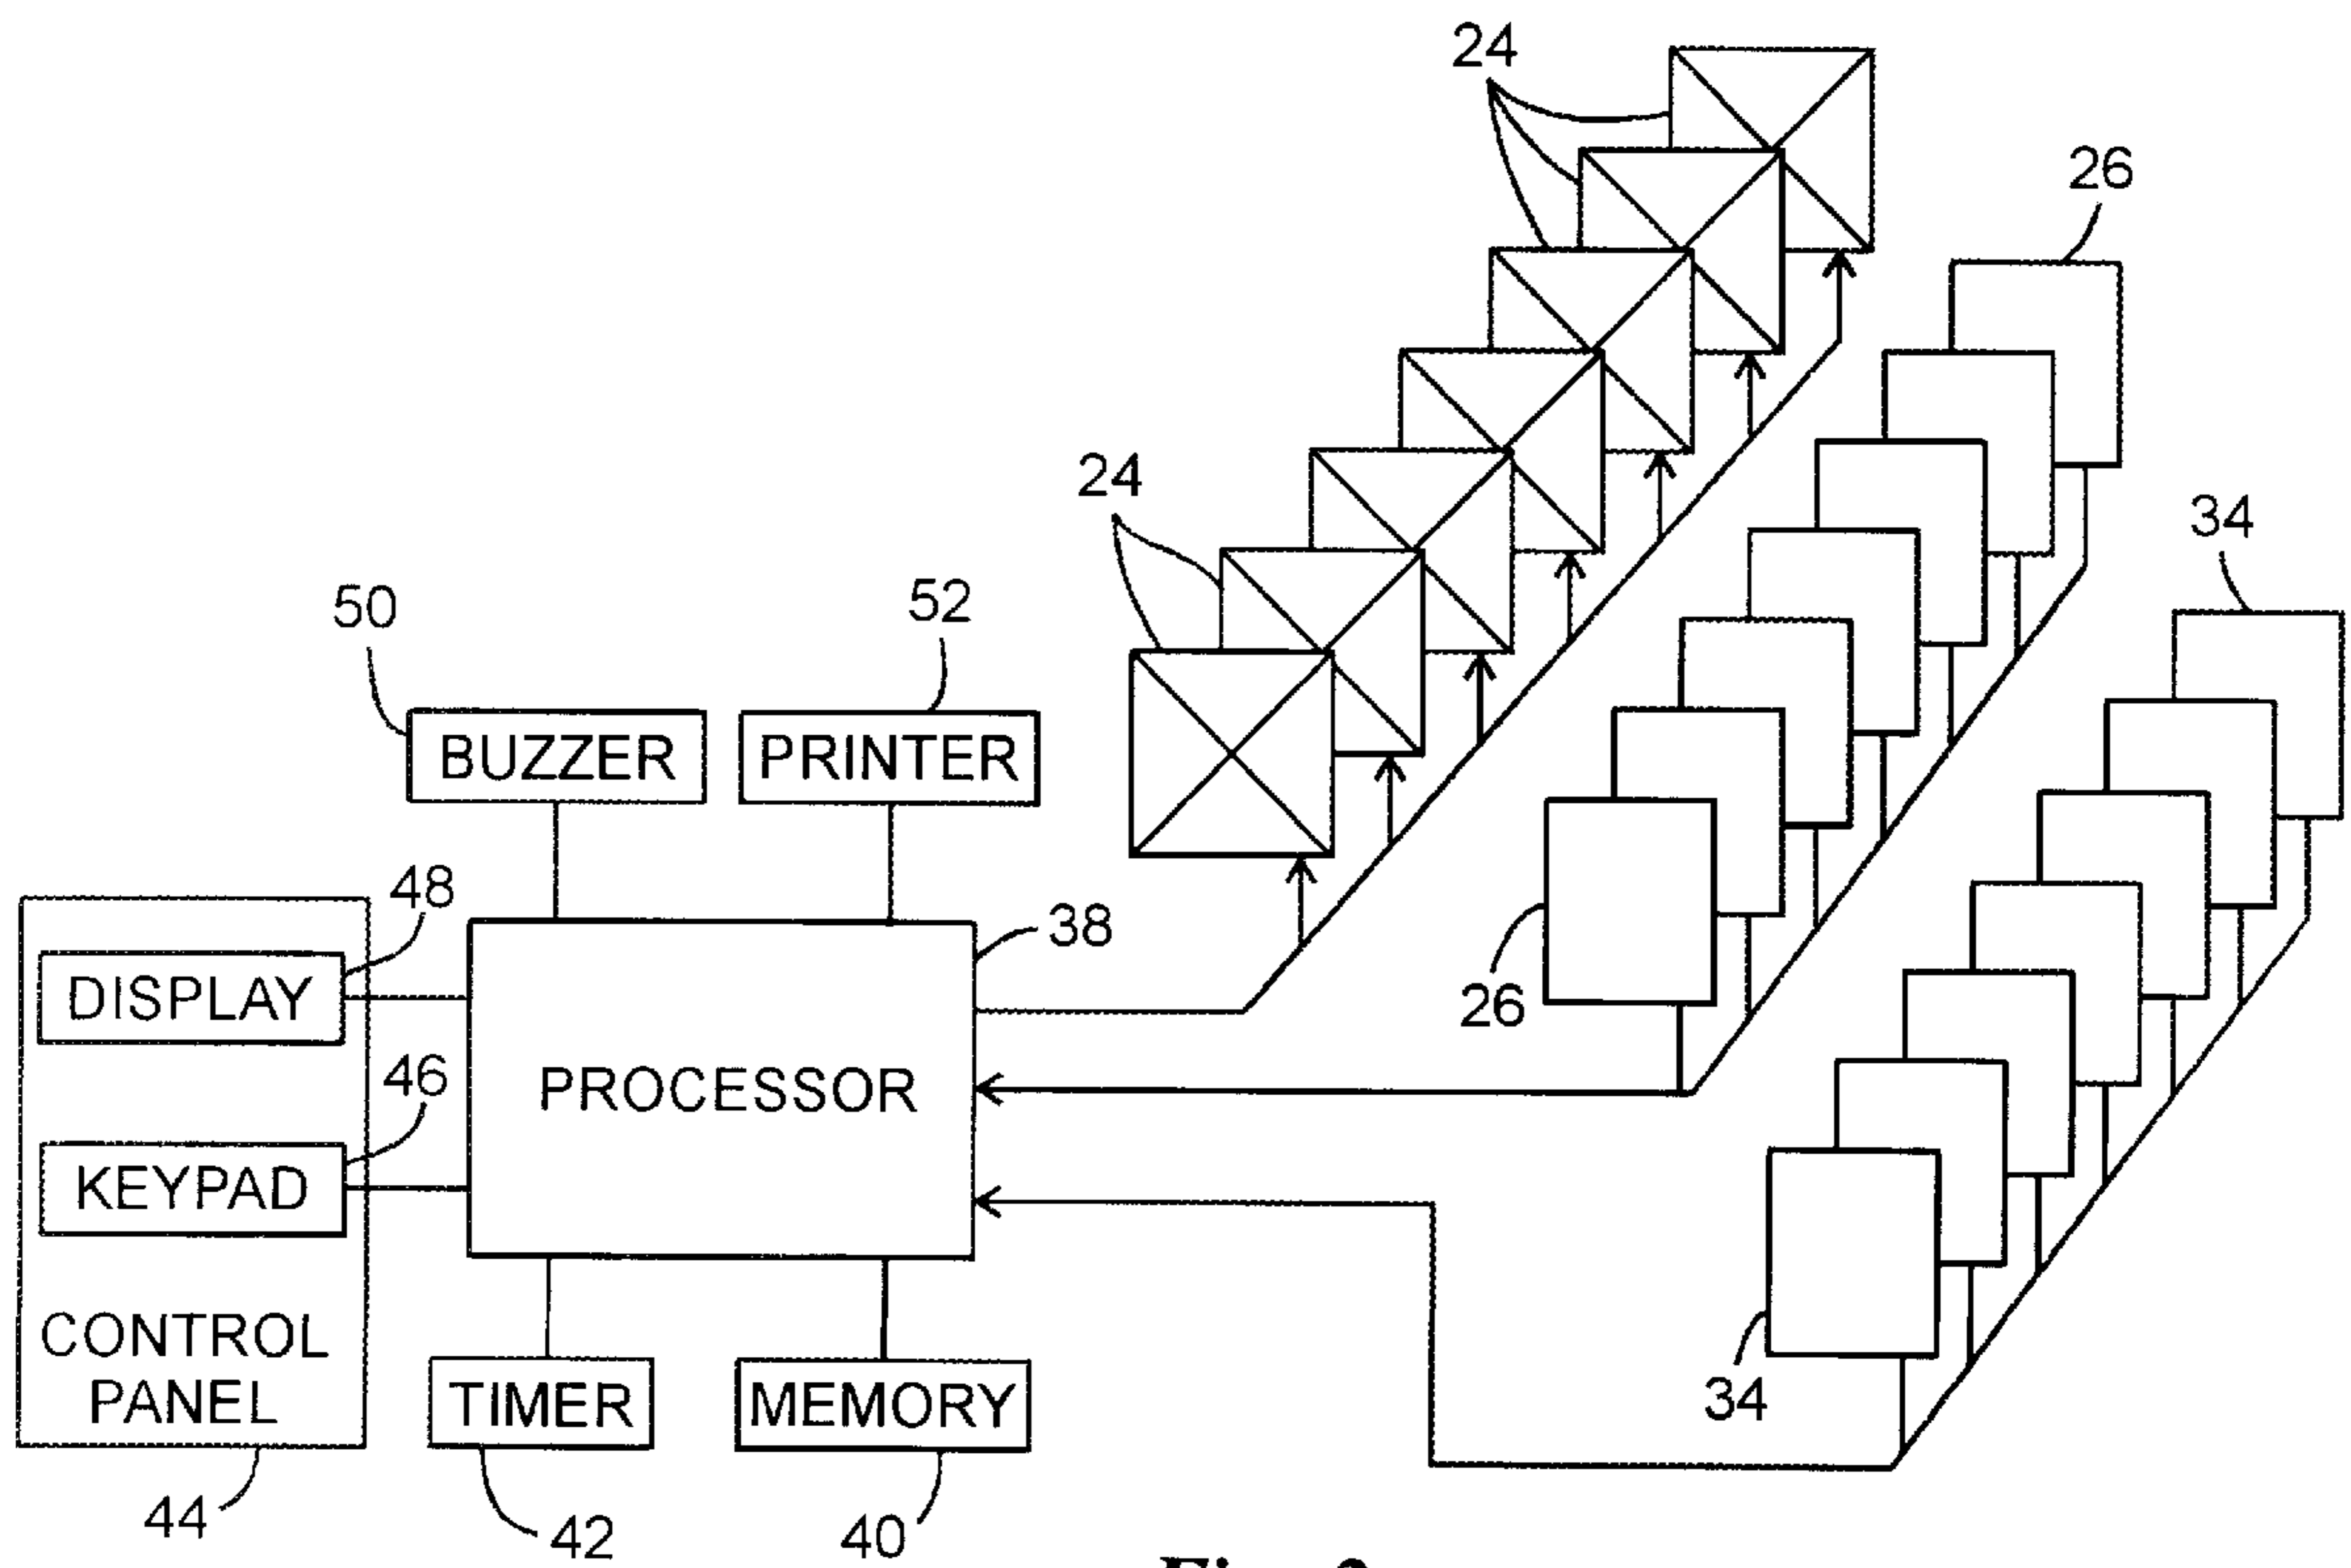 24
26
24
34
50
52
BUZZER
PRINTER
48
38
DISPLAY
26
46
PROCESSOR
KEYPAD
CONTROL
PANEL
34
TIMER
MEMORY
44
42
40